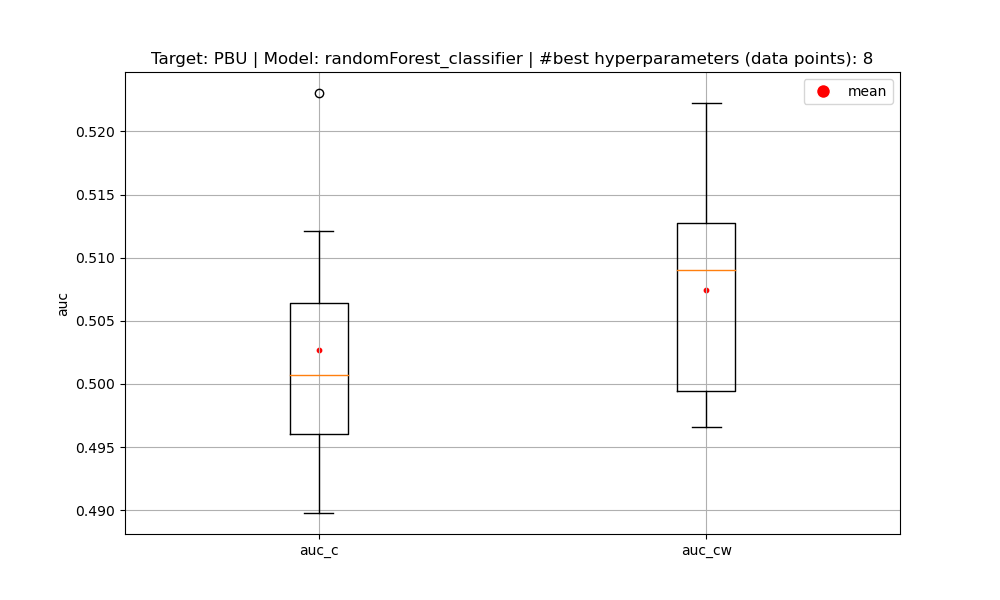 Target: PBU | Model: randomForest_classifier | #best hyperparameters (data points): 8
mean
0.520
0.515
0.510
0.505
0.500
0.495
0.490
auc
auc_c
auc_cw